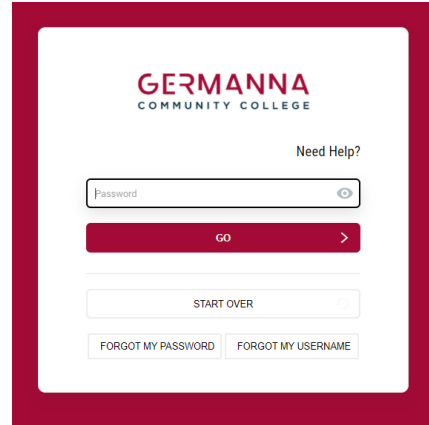 GERMANNA
COMMUNITY COLLEGE
Need Help?
Password
GO
START OVER
FORGOT MY PASSWORD FORGOT MY USERNAME